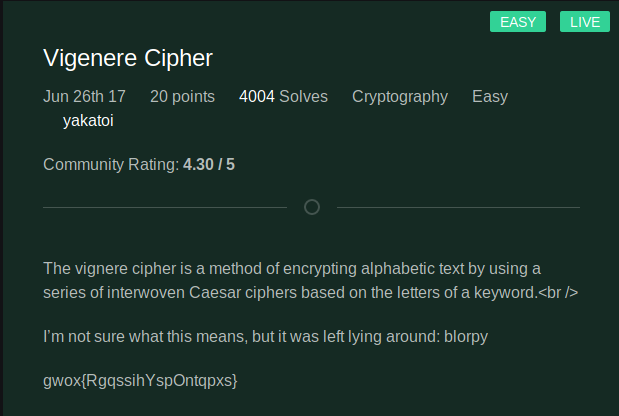 EASY LIVE
Vigenere Cipher
Jun 26th 17 20 points 4004 Solves Cryptography Easy
yakatoi
Community Rating: 4.30 / 5
The vignere cipher is a method of encrypting alphabetic text by using a
series of interwoven Caesar ciphers based on the letters of a keyword.<br />
I’m not sure what this means, but it was left lying around: blorpy
gwox{RgqssihYspOntqpxs}